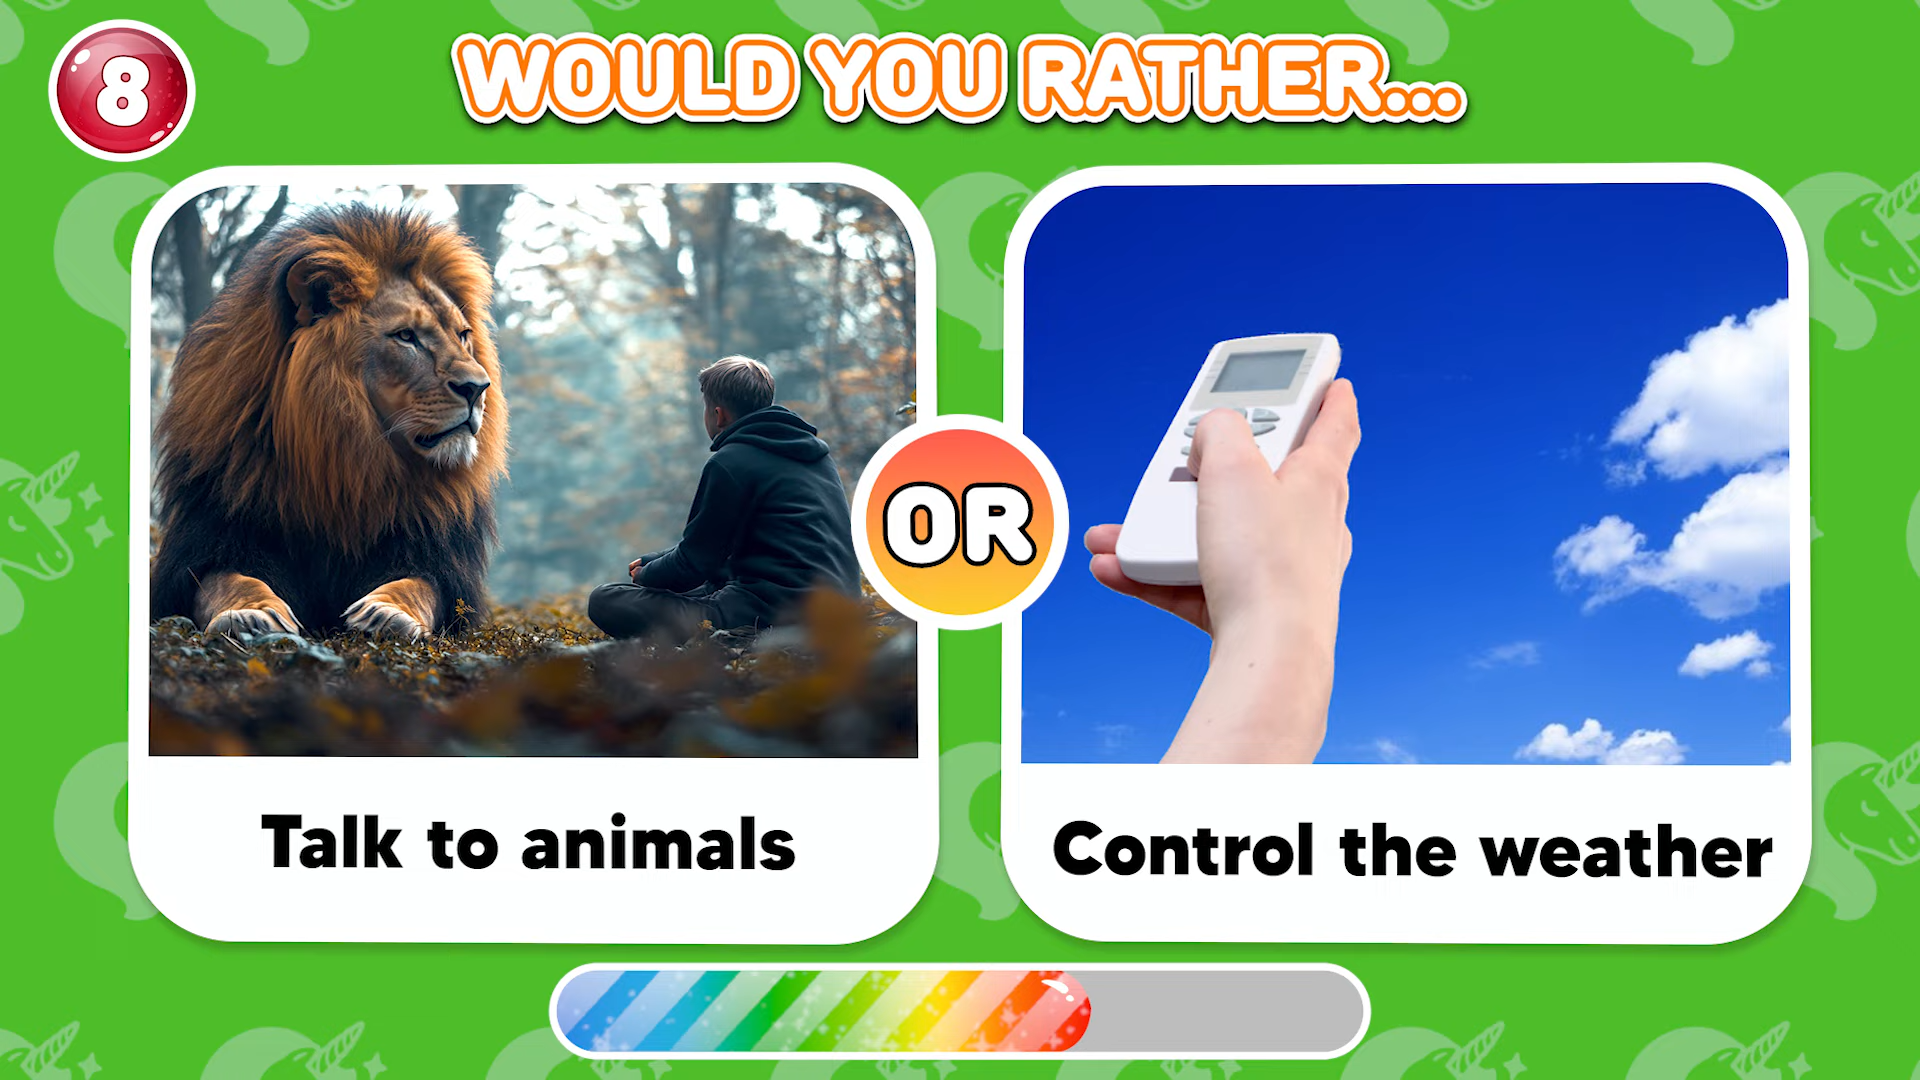 8
WOULD YOU RATHER...
OR
Talk to animals
Control the weather